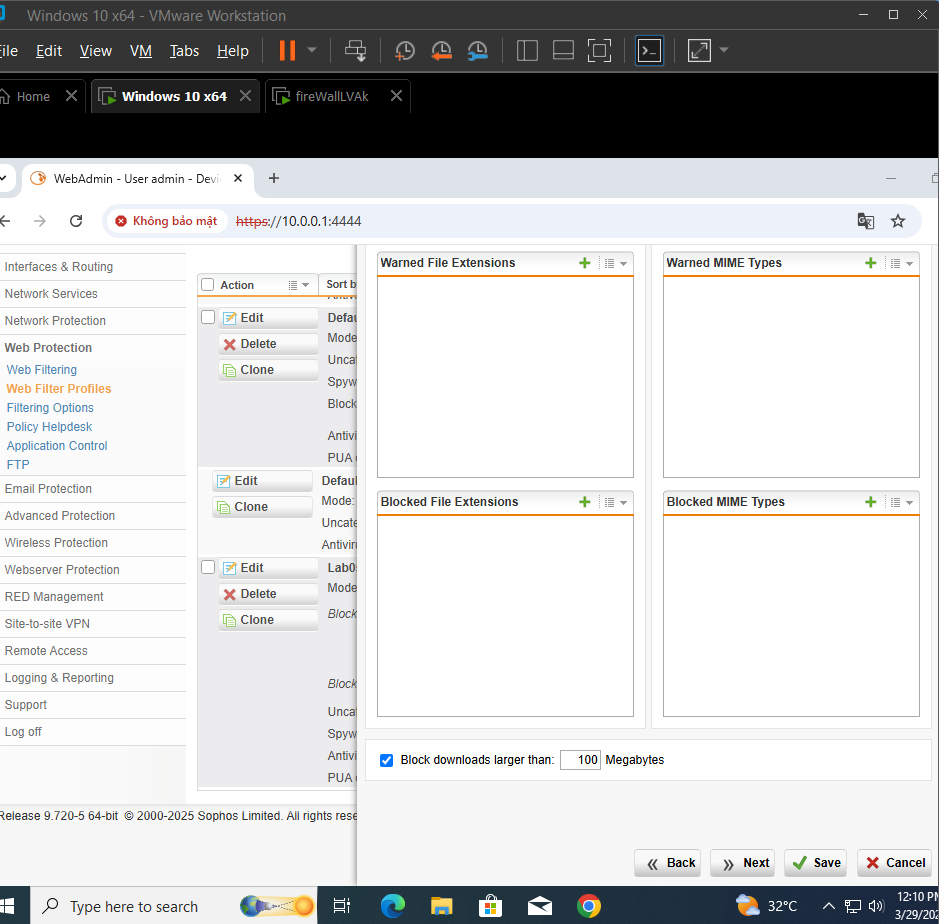 Windows 10 x64 - VMware Workstation
File Edit View VM Tabs Help
Home Windows 10 x64 fireWallLVAk
WebAdmin - User admin - Devi
Không bảo mật https://10.0.0.1:4444
Interfaces & Routing
Network Services
Network Protection
Web Protection
Web Filtering
Web Filter Profiles
Filtering Options
Policy Helpdesk
Application Control
FTP
Email Protection
Advanced Protection
Wireless Protection
Webserver Protection
RED Management
Site-to-site VPN
Remote Access
Logging & Reporting
Support
Log off
Action Sort b
Antivi
Edit Defau
Delete Mode
Clone Uncat
Spyw
Block
Antivi
PUA
Edit Defaul
Clone Mode:
Uncate
Antiviru
Edit Lab0
Delete Mode
Clone Block
Block
Uncat
Spyw
Antivi
PUA
Warned File Extensions
Warned MIME Types
Blocked File Extensions
Blocked MIME Types
Block downloads larger than: 100 Megabytes
Back Next Save Cancel
Release 9.720-5 64-bit © 2000-2025 Sophos Limited. All rights rese
Type here to search
32°C
12:10 PM
3/29/202